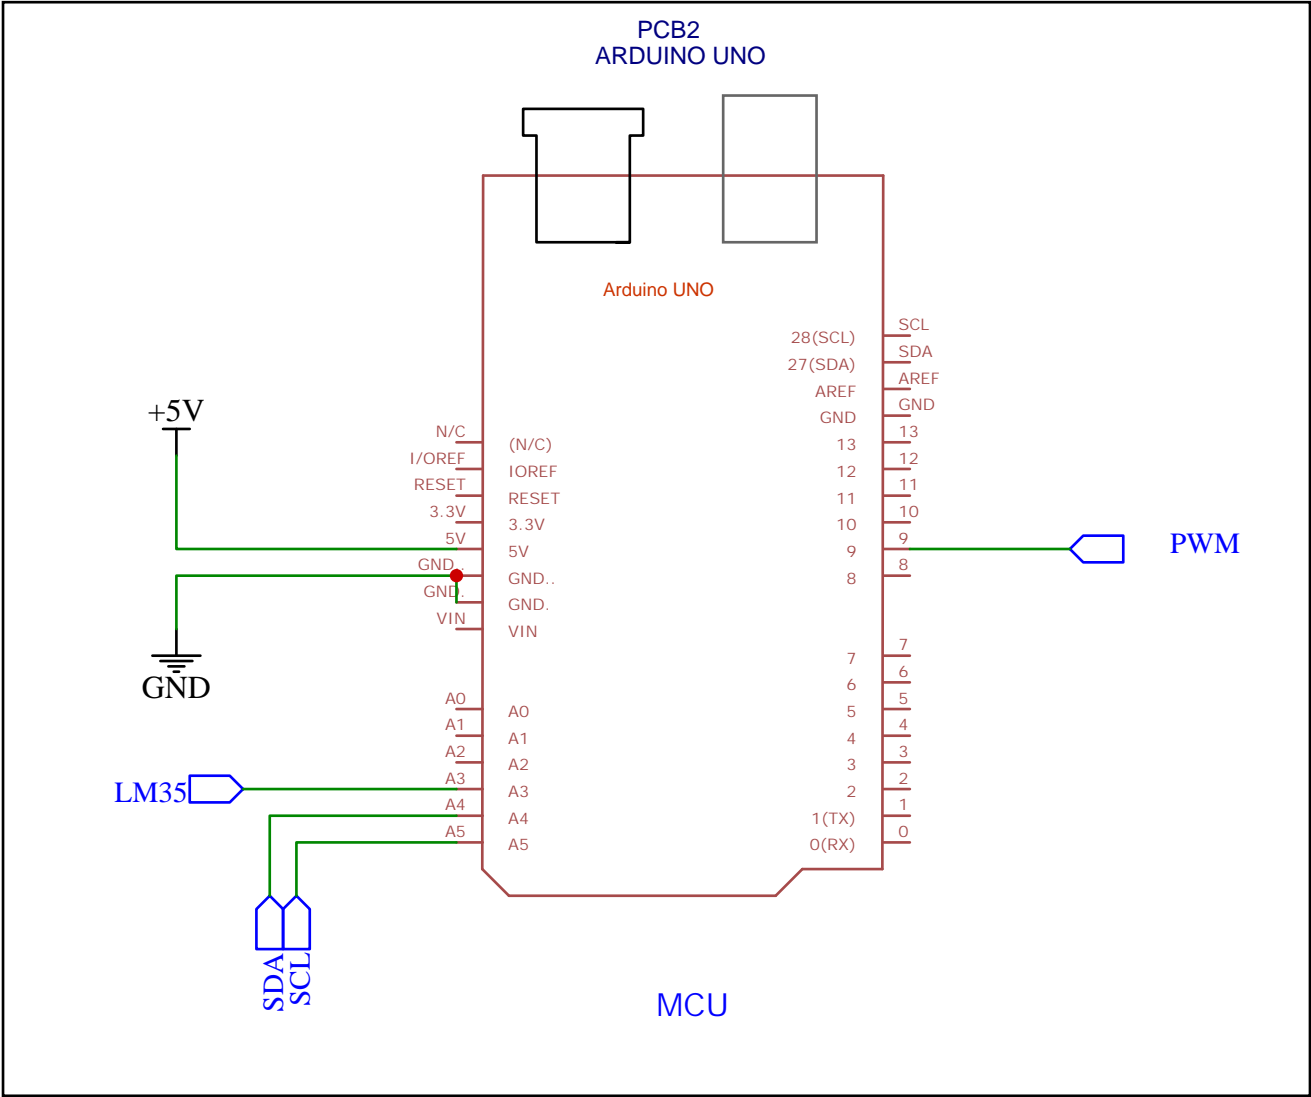 PCB2
ARDUINO UNO
Arduino UNO
28(SCL) SCL
27(SDA) SDA
AREF AREF
GND GND
+5V
N/C (N/C) 13 13
I/OREF IOREF 12 12
RESET RESET 11 11
3.3V 3.3V 10 10
5V 5V 9 9 PWM
GND.. GND.. 8 8
GND. GND.
VIN VIN
GND
7 7
6 6
A0 A0 5 5
A1 A1 4 4
A2 A2 3 3
LM35 A3 A3 2 2
A4 A4 1(TX) 1
A5 A5 0(RX) 0
SDA
SCL
MCU